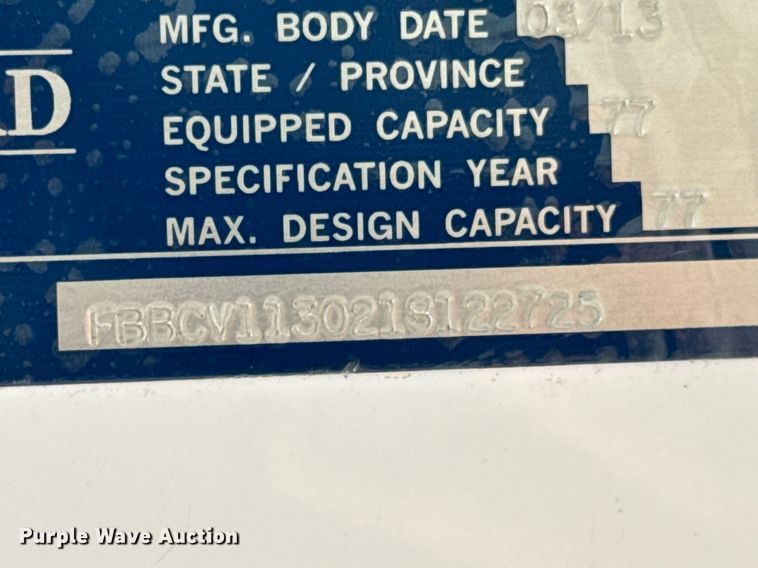 MFG. BODY DATE 03/13
STATE / PROVINCE
RD
EQUIPPED CAPACITY 77
SPECIFICATION YEAR
MAX. DESIGN CAPACITY 77
FBBCV1130218122725
Purple Wave Auction